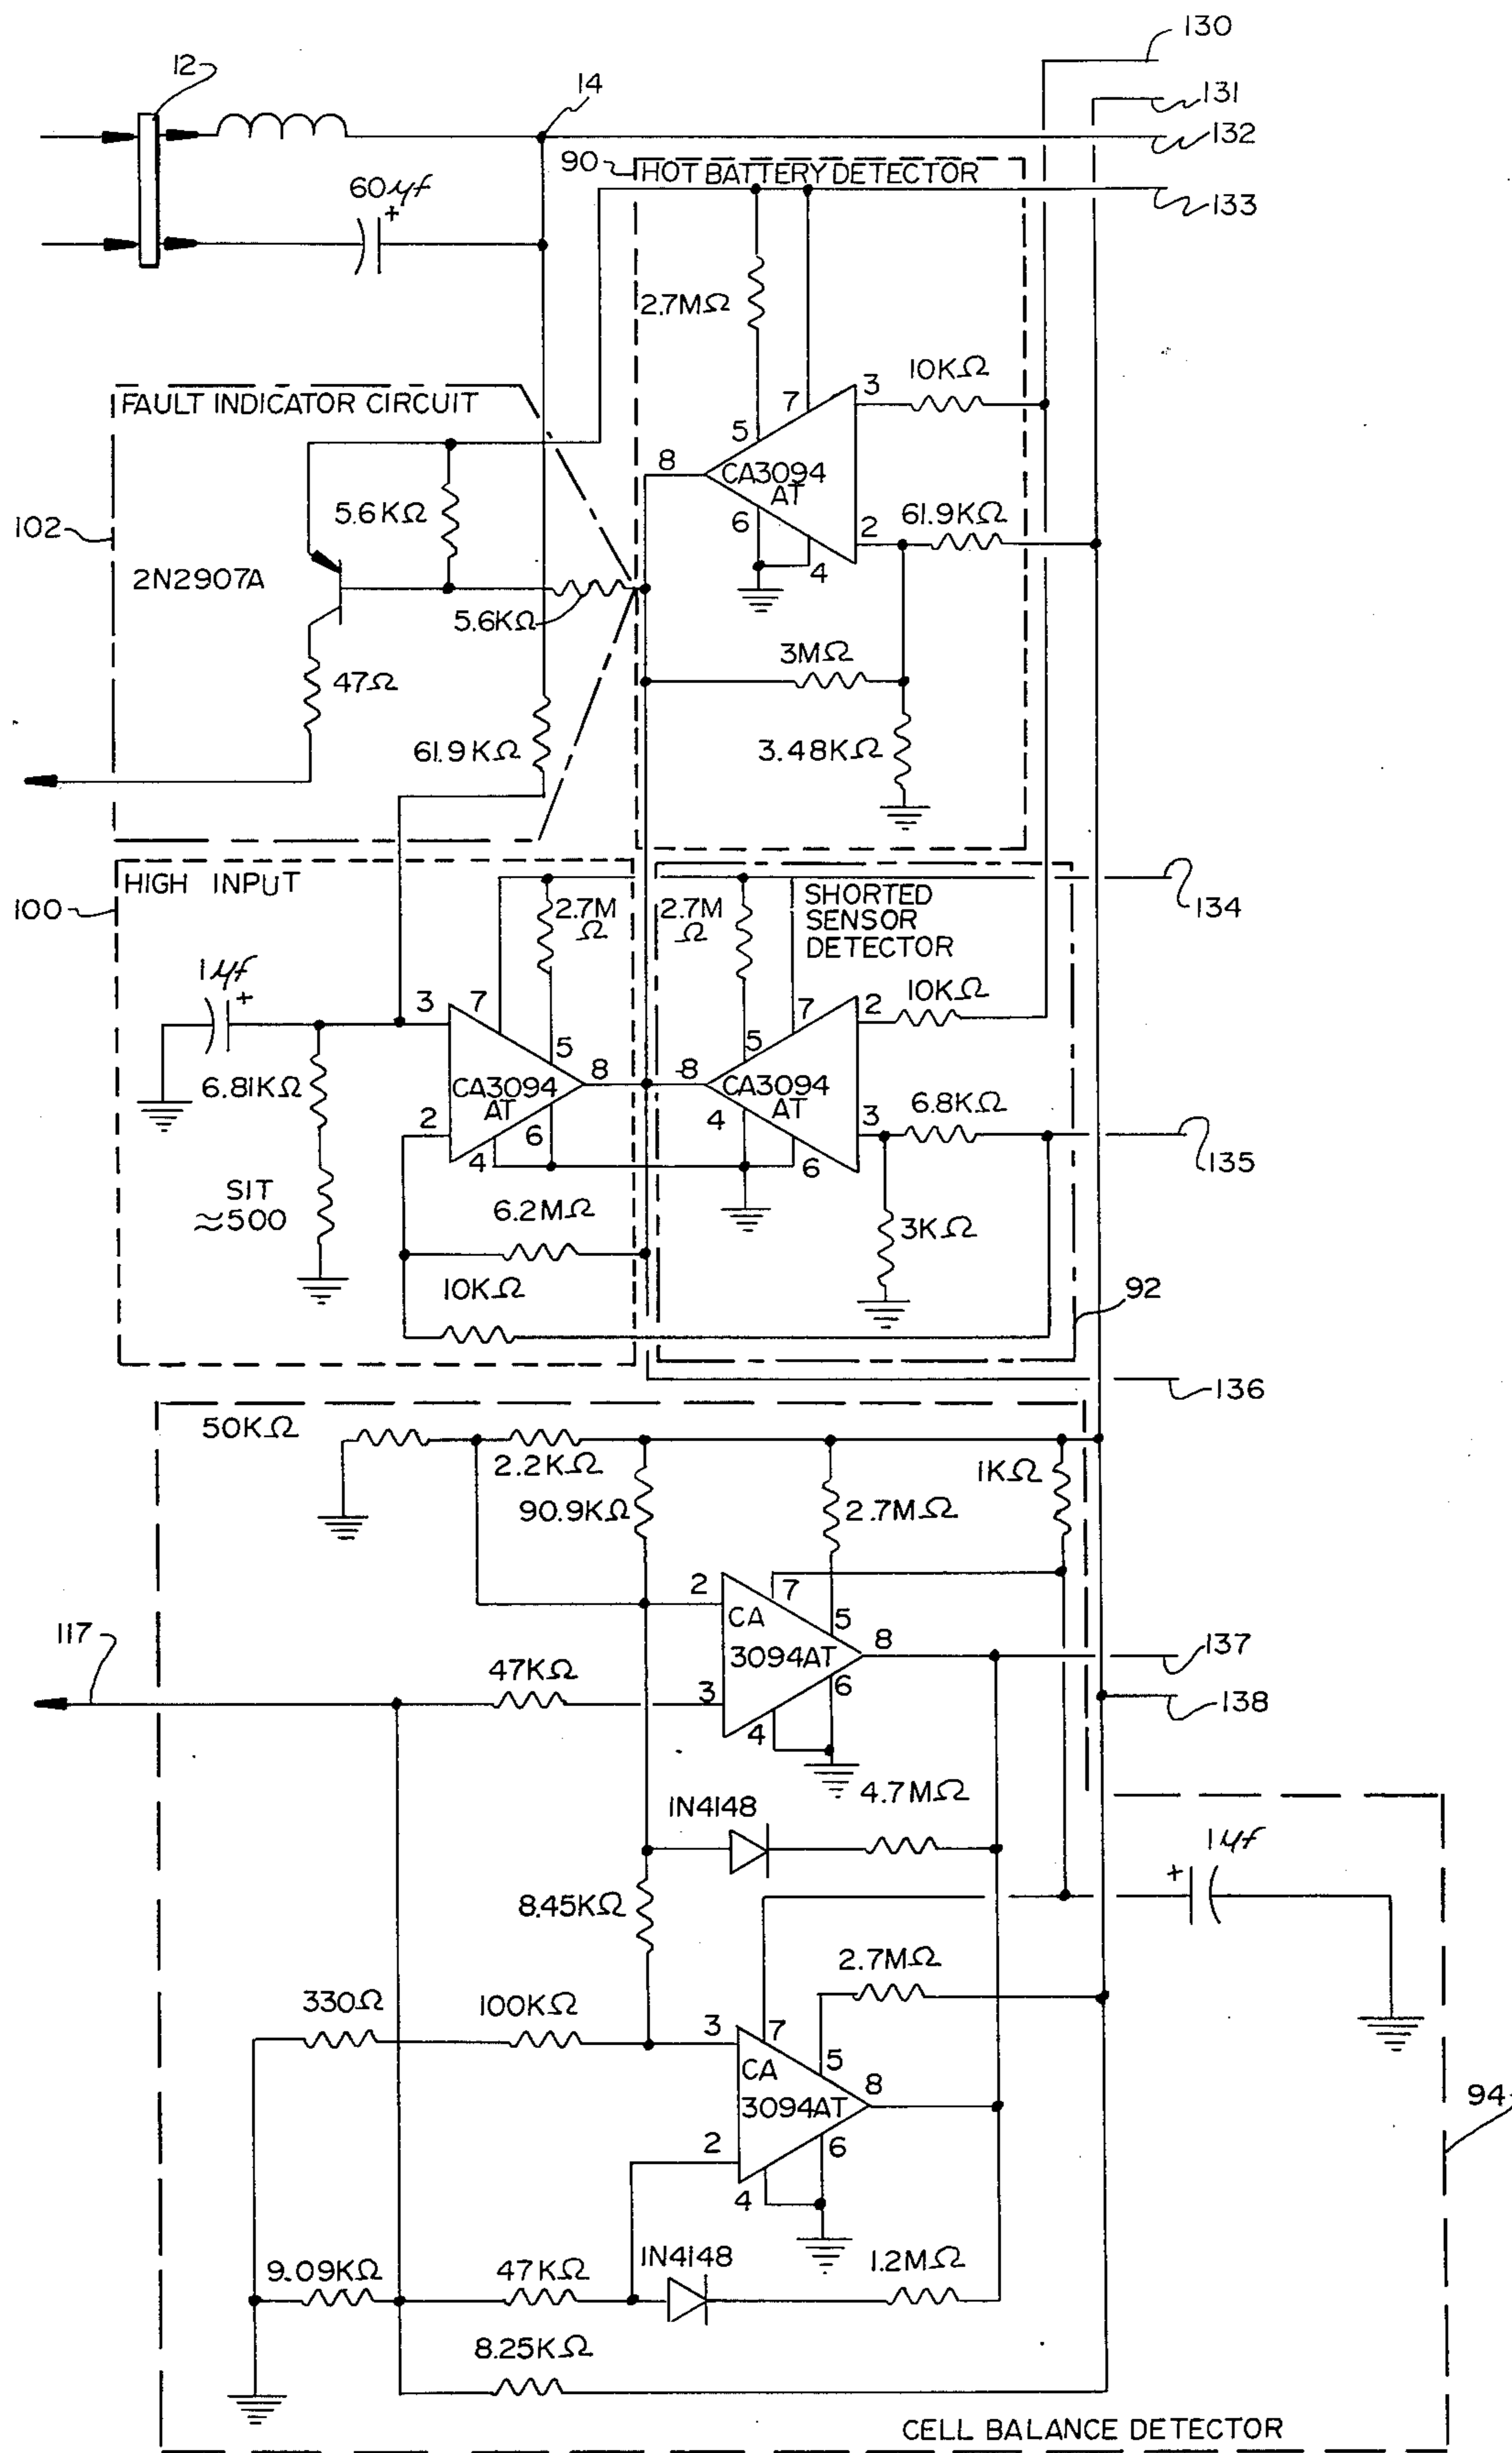 130
12
131
14
132
90
HOT BATTERY DETECTOR
60µf
+
133
2.7MΩ
FAULT INDICATOR CIRCUIT
10KΩ
3
7
5
8
CA3094
AT
5.6KΩ
102
61.9KΩ
6
2
4
2N2907A
5.6KΩ
3MΩ
47Ω
61.9KΩ
3.48KΩ
HIGH INPUT
100
2.7M
Ω
2.7M
Ω
SHORTED
SENSOR
DETECTOR
134
1µf
+
3
7
5
8
10KΩ
2
7
5
8
6.81KΩ
CA3094
AT
CA3094
AT
2
6
4
6.8KΩ
3
4
6
135
SIT
≈500
6.2MΩ
3KΩ
10KΩ
92
136
50KΩ
2.2KΩ
1KΩ
90.9KΩ
2.7MΩ
2
7
CA
5
117
8
3094AT
137
47KΩ
3
6
138
4
4.7MΩ
1N4148
1µf
+
8.45KΩ
2.7MΩ
330Ω
100KΩ
3
7
CA
5
8
3094AT
94
2
6
4
9.09KΩ
47KΩ
1N4148
1.2MΩ
8.25KΩ
CELL BALANCE DETECTOR